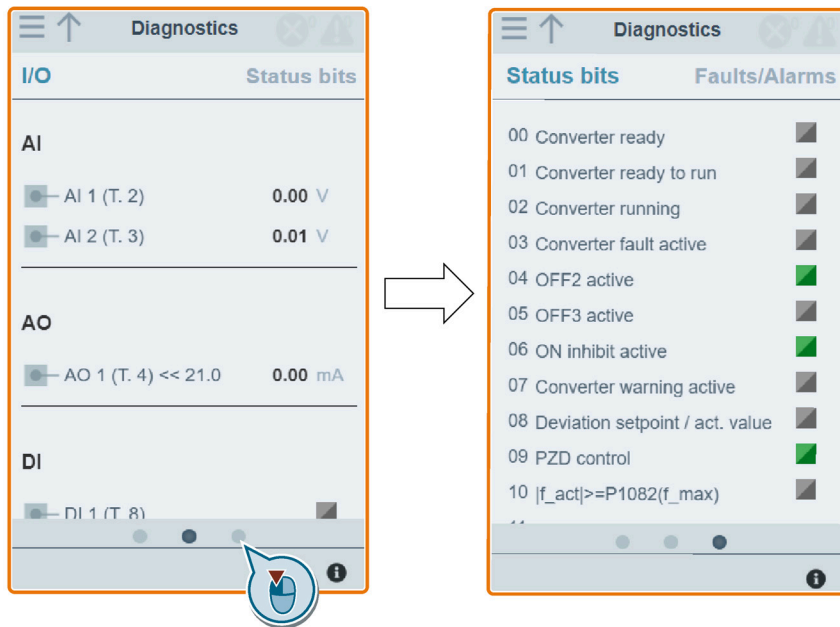 Diagnostics
I/O Status bits
AI
AI 1 (T. 2) 0.00 V
AI 2 (T. 3) 0.01 V
AO
AO 1 (T. 4) << 21.0 0.00 mA
DI
DI 1 (T. 8)
Diagnostics
Status bits Faults/Alarms
00 Converter ready
01 Converter ready to run
02 Converter running
03 Converter fault active
04 OFF2 active
05 OFF3 active
06 ON inhibit active
07 Converter warning active
08 Deviation setpoint / act. value
09 PZD control
10 |f_act|>=P1082(f_max)